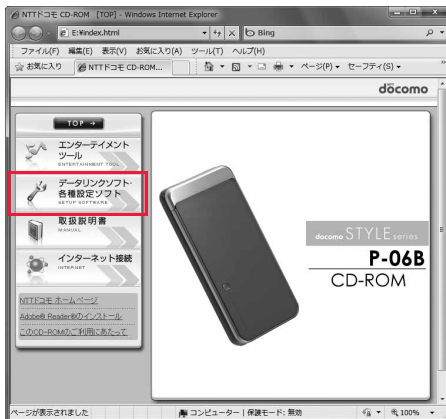 NTTドコモ CD-ROM [TOP] - Windows Internet Explorer
E:¥index.html
Bing
ファイル(F) 編集(E) 表示(V) お気に入り(A) ツール(T) ヘルプ(H)
お気に入り
NTTドコモ CD-ROM...
ページ(P) セーフティ(S)
döcomo
TOP →
エンターテイメント
ツール
ENTERTAINMENT TOOL
データリンクソフト・
各種設定ソフト
SETUP SOFTWARE
取扱説明書
MANUAL
インターネット接続
INTERNET
NTTドコモ ホームページ
Adobe® Reader®のインストール
このCD-ROMのご利用にあたって
docomo STYLE series
P-06B
CD-ROM
ページが表示されました
コンピューター | 保護モード: 無効
100%